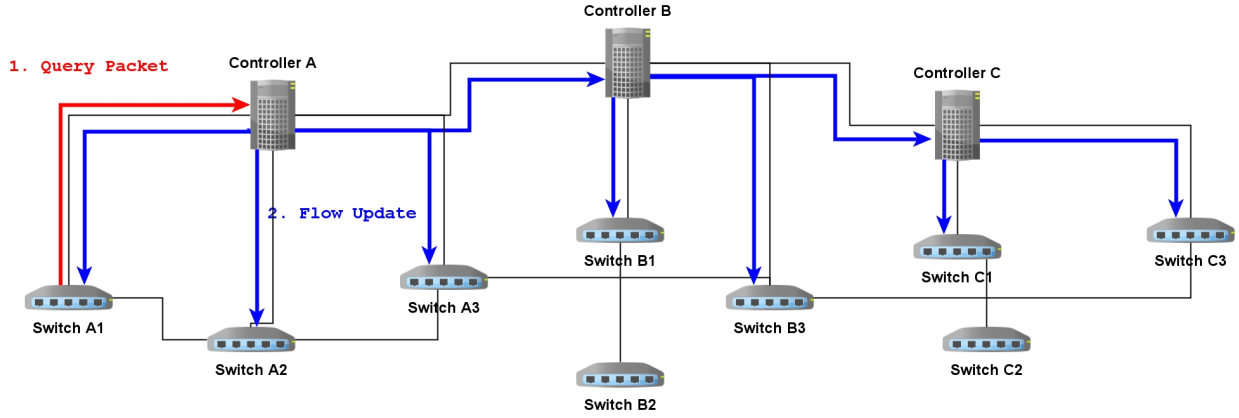 Controller B
1. Query Packet
Controller A
Controller C
2. Flow Update
Switch B1
Switch C3
Switch C1
Switch A3
Switch A1
Switch B3
Switch A2
Switch C2
Switch B2